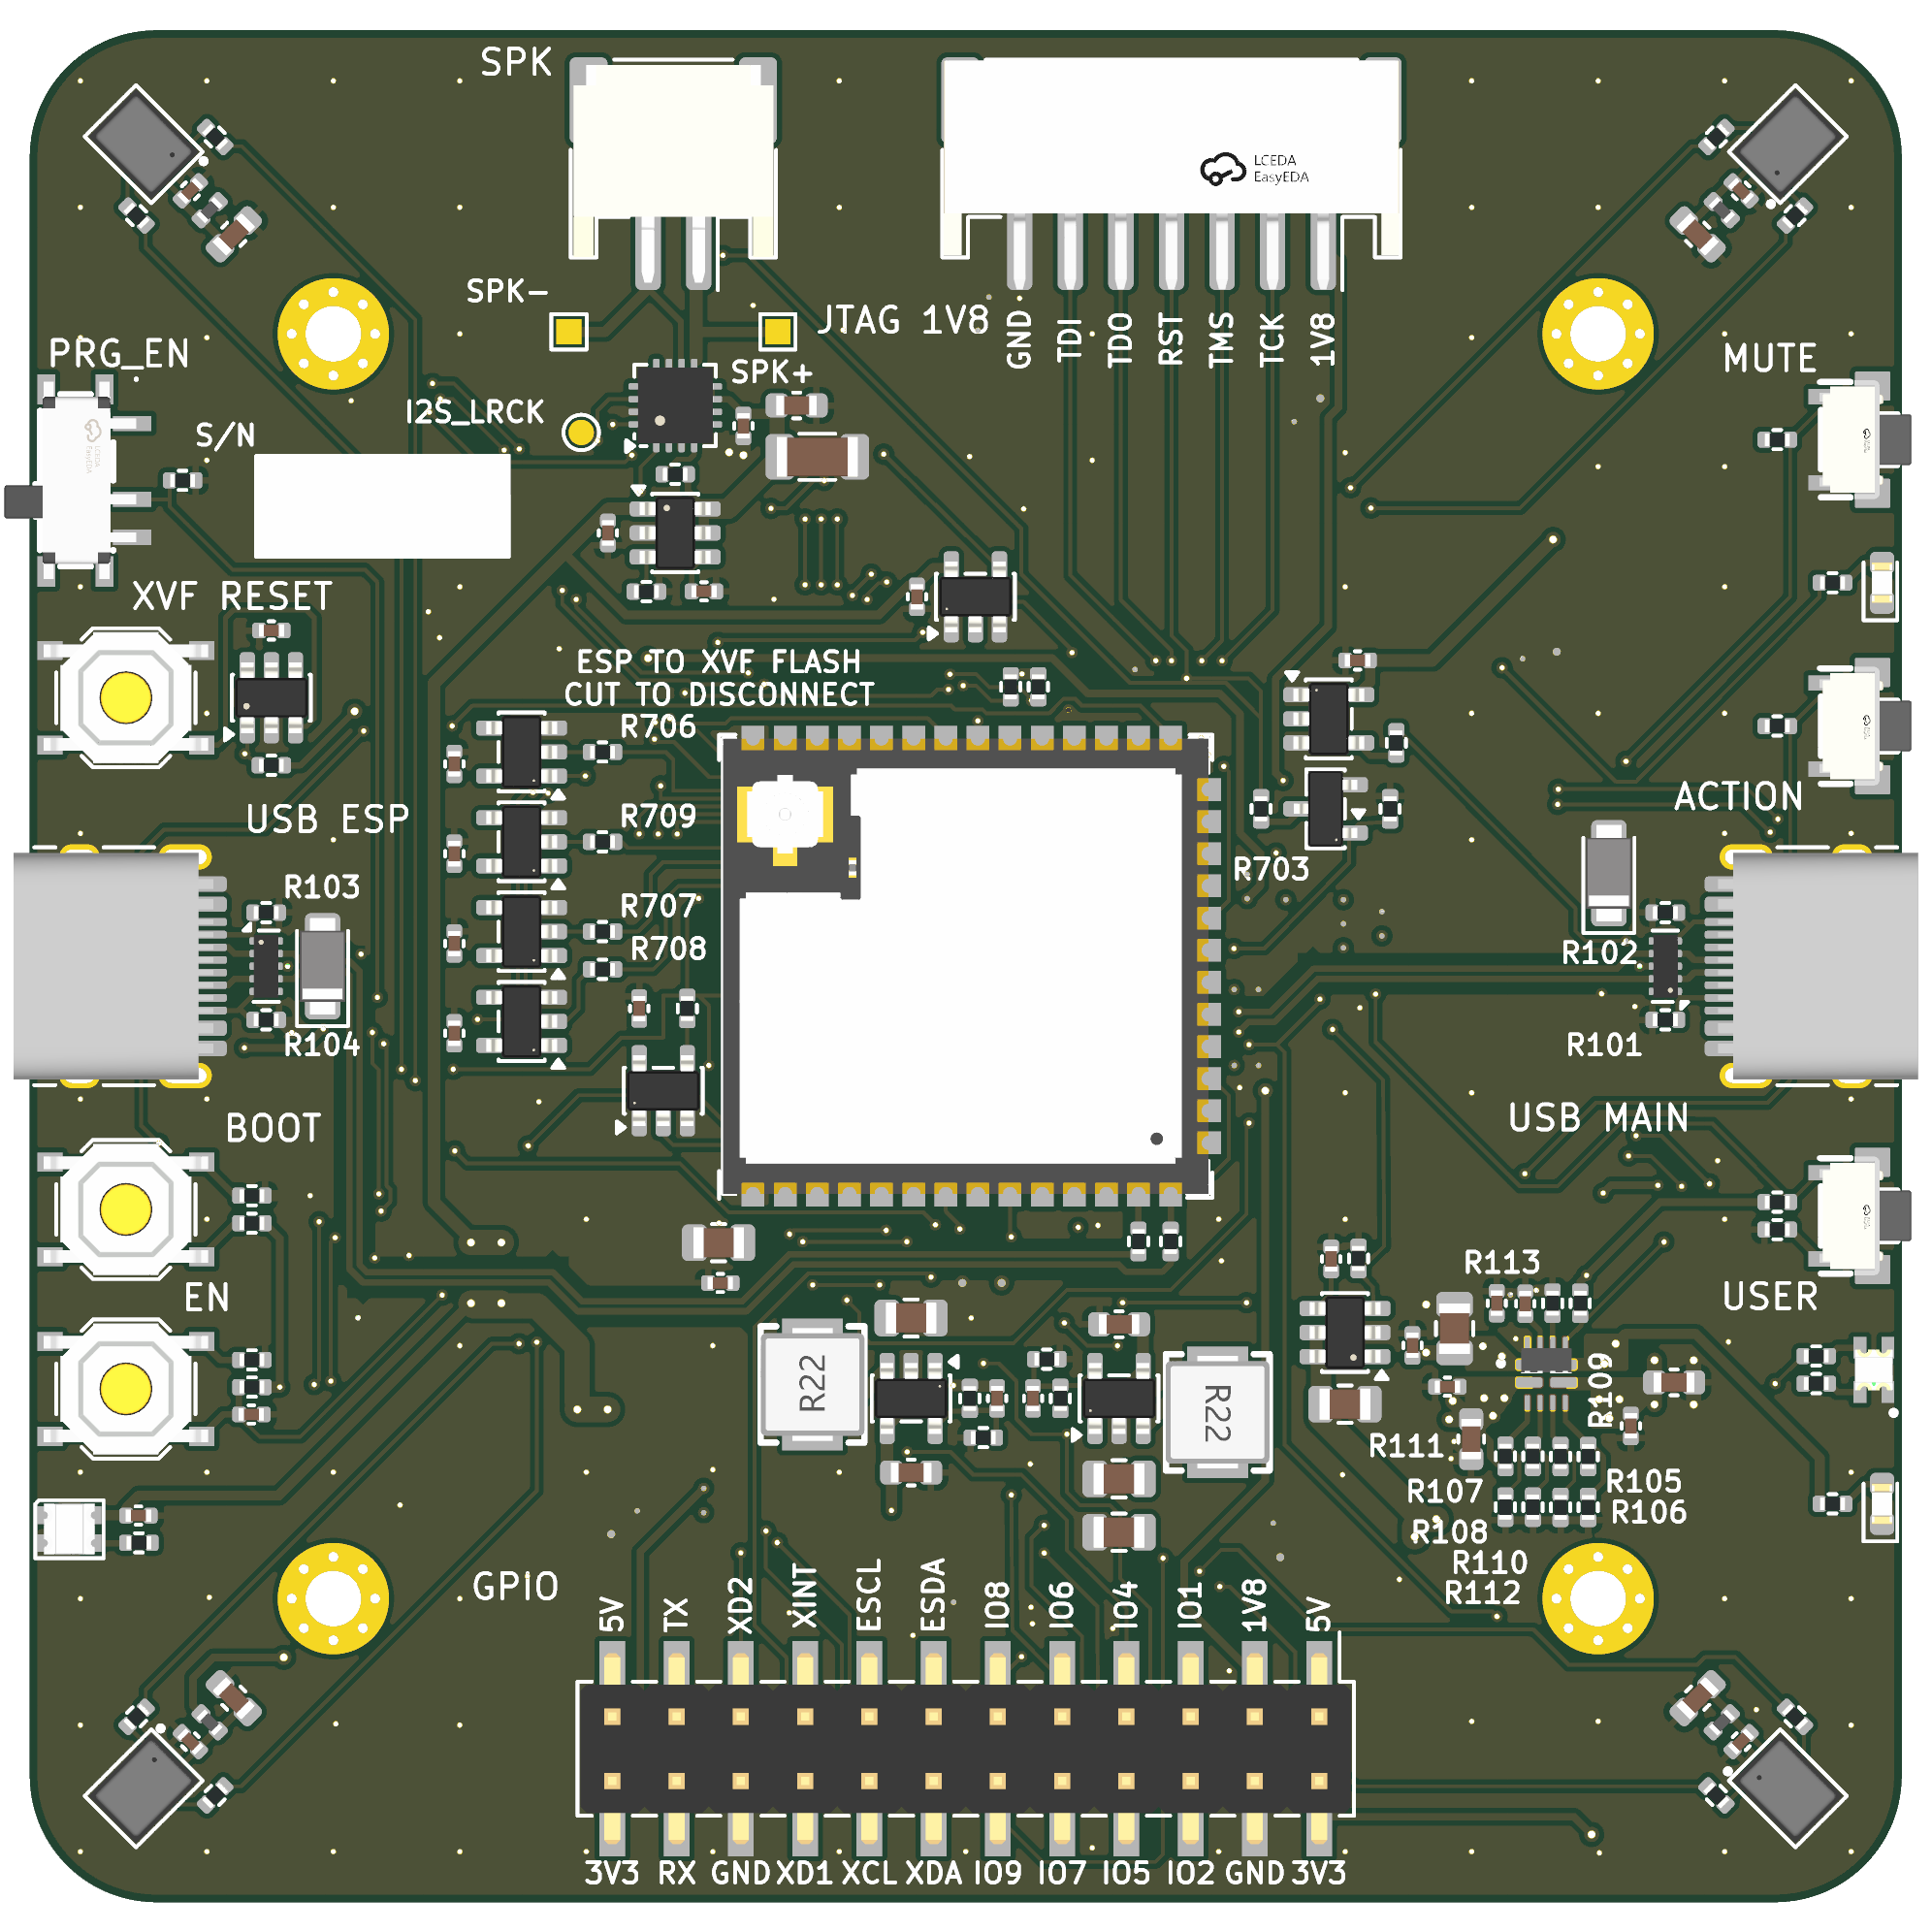 SPK
LCEDA
EasyEDA
SPK-
JTAG 1V8
GND
TDI
TDO
RST
TMS
TCK
1V8
PRG_EN
MUTE
SPK+
I2S_LRCK
S/N
XVF RESET
ESP TO XVF FLASH
CUT TO DISCONNECT
R706
USB ESP
R709
ACTION
R703
R103
R707
R708
R102
R104
R101
BOOT
USB MAIN
EN
R113
USER
R22
R22
R109
R111
R107
R105
R106
R108
R110
R112
GPIO
5V
TX
XD2
XINT
ESCL
ESDA
IO8
IO6
IO4
IO1
1V8
5V
3V3 RX GND XD1 XCL XDA IO9 IO7 IO5 IO2 GND 3V3